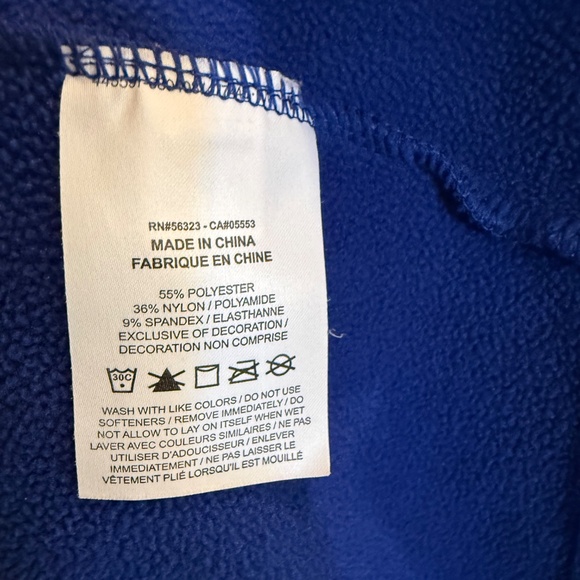 RN#56323 - CA#05553
MADE IN CHINA
FABRIQUE EN CHINE
55% POLYESTER
36% NYLON / POLYAMIDE
9% SPANDEX / ELASTHANNE
EXCLUSIVE OF DECORATION /
DECORATION NON COMPRISE
30C
WASH WITH LIKE COLORS / DO NOT USE
SOFTENERS / REMOVE IMMEDIATELY / DO
NOT ALLOW TO LAY ON ITSELF WHEN WET
LAVER AVEC COULEURS SIMILAIRES / NE PAS
UTILISER D'ADOUCISSEUR / ENLEVER
IMMEDIATEMENT / NE PAS LAISSER LE
VÊTEMENT PLIÉ LORSQU'IL EST MOUILLÉ